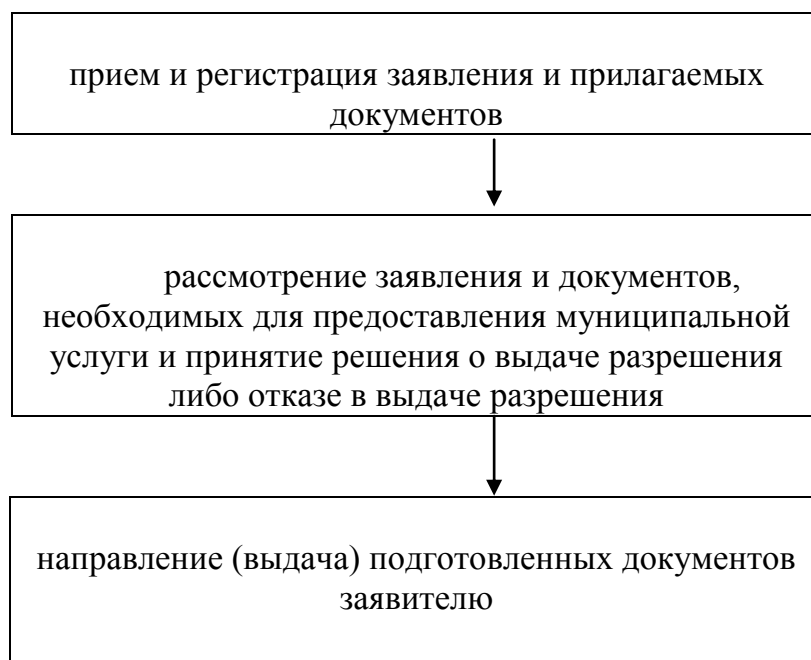 прием и регистрация заявления и прилагаемых
документов
рассмотрение заявления и документов,
необходимых для предоставления муниципальной
услуги и принятие решения о выдаче разрешения
либо отказе в выдаче разрешения
направление (выдача) подготовленных документов
заявителю